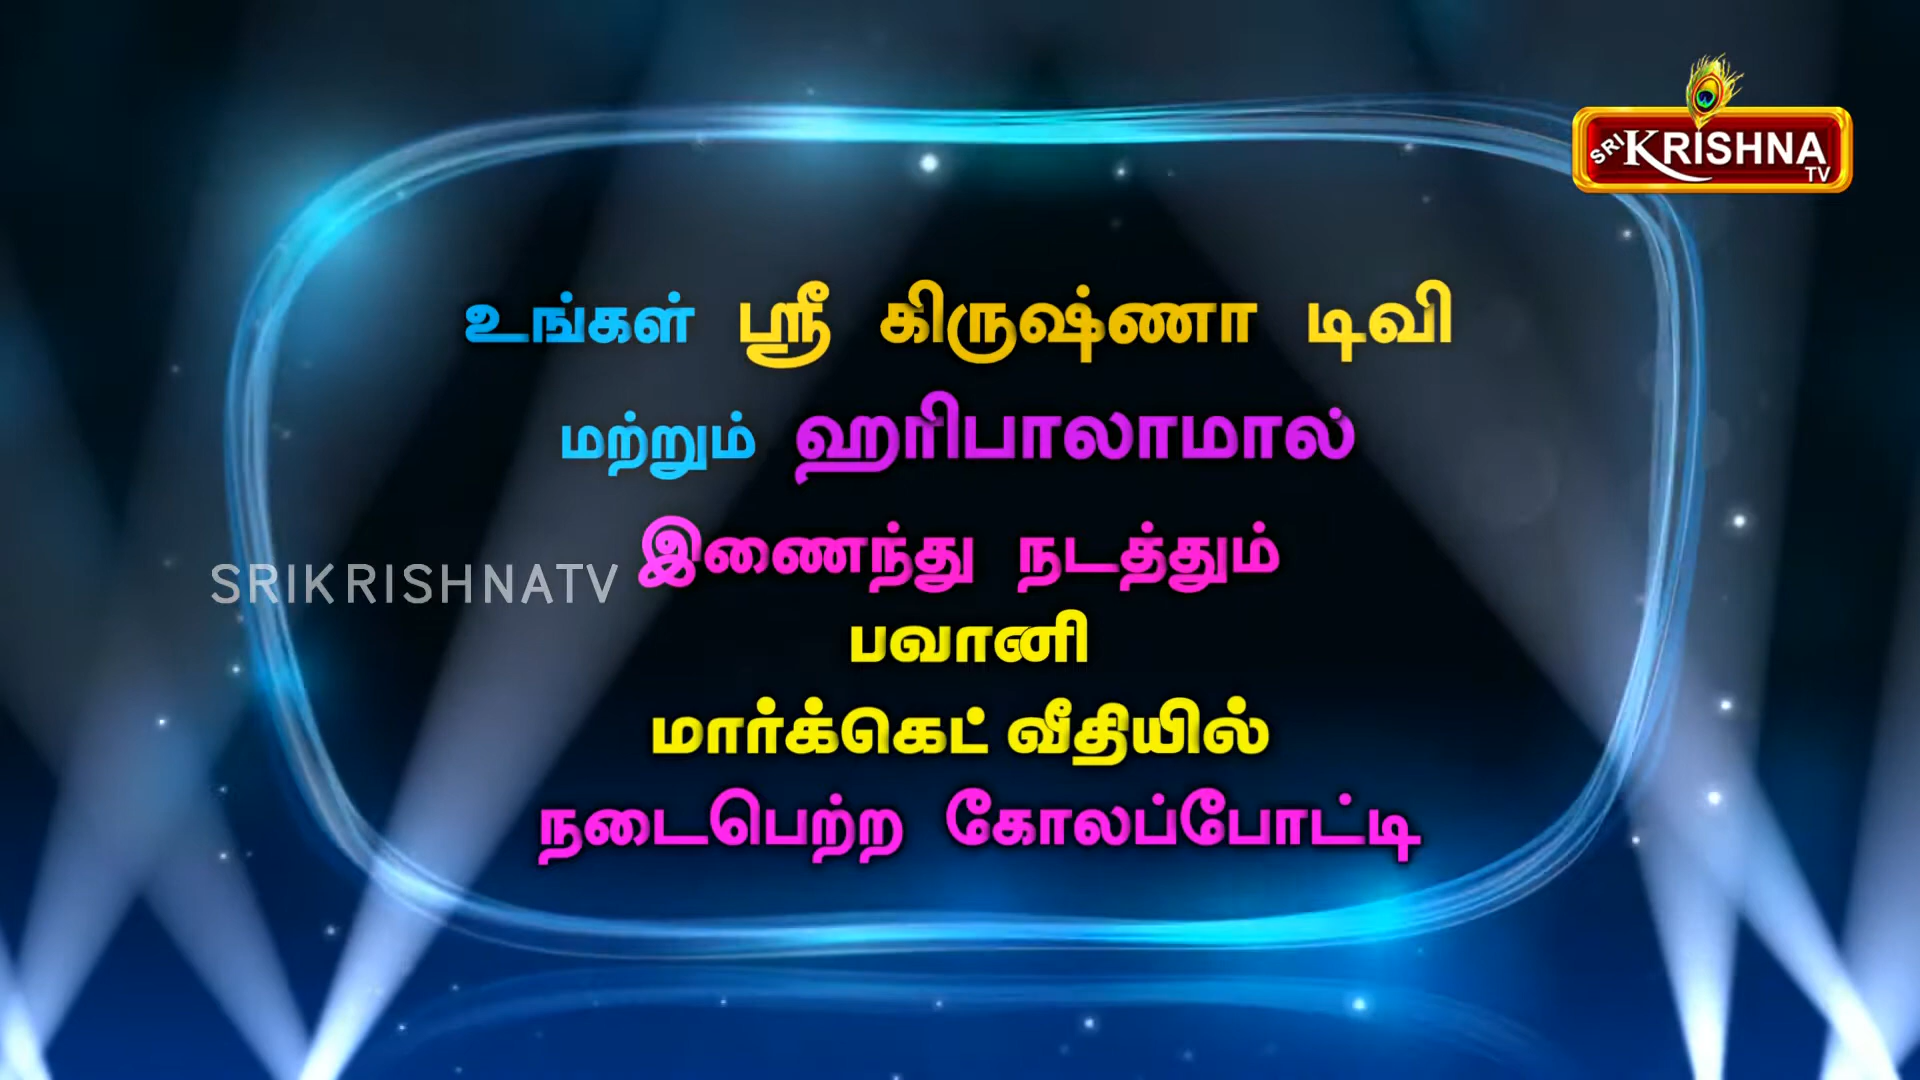 SRI KRISHNA
TV
உங்கள் ஸ்ரீ கிருஷ்ணா டிவி
மற்றும் ஹரிபாலாமால்
இணைந்து நடத்தும்
SRIKRISHNATV
பவானி
மார்க்கெட் வீதியில்
நடைபெற்ற கோலப்போட்டி